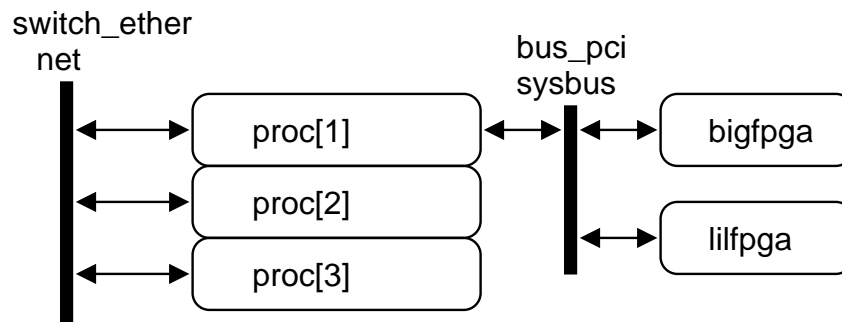 switch_ether
net
bus_pci
sysbus
proc[1]
bigfpga
proc[2]
lilfpga
proc[3]